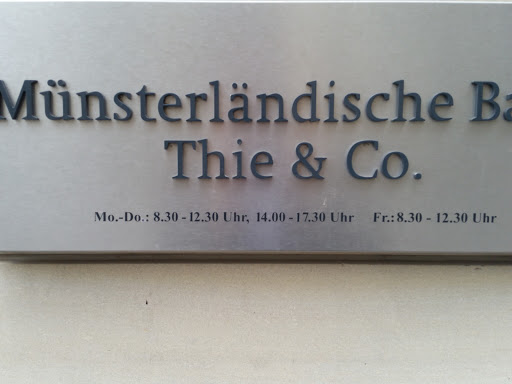 Münsterländische Ba
Thie & Co.
Mo.-Do.: 8.30 - 12.30 Uhr, 14.00 - 17.30 Uhr Fr.: 8.30 - 12.30 Uhr